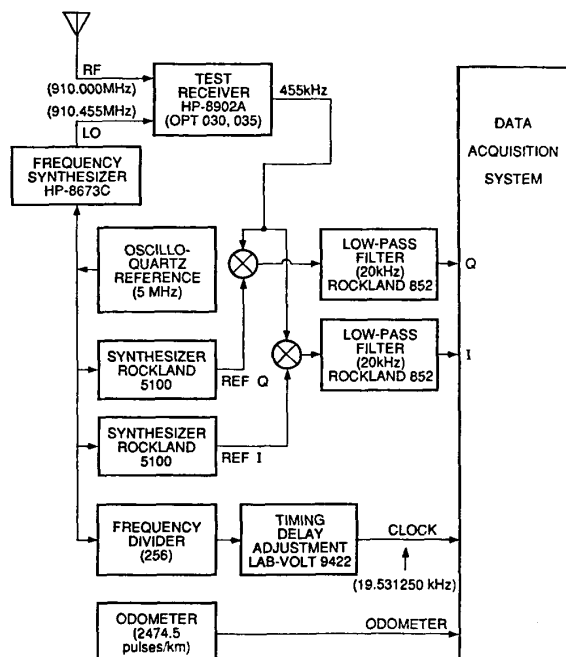 RF
(910.000MHz)
(910.455MHz)
LO
TEST
RECEIVER
HP-8902A
(OPT 030, 035)
455kHz
DATA
ACQUISITION
SYSTEM
FREQUENCY
SYNTHESIZER
HP-8673C
OSCILLO-
QUARTZ
REFERENCE
(5 MHz)
LOW-PASS
FILTER
(20kHz)
ROCKLAND 852
Q
LOW-PASS
FILTER
(20kHz)
ROCKLAND 852
I
SYNTHESIZER
ROCKLAND
5100
REF Q
SYNTHESIZER
ROCKLAND
5100
REF I
FREQUENCY
DIVIDER
(256)
TIMING
DELAY
ADJUSTMENT
LAB-VOLT 9422
CLOCK
(19.531250 kHz)
ODOMETER
(2474.5
pulses/km)
ODOMETER